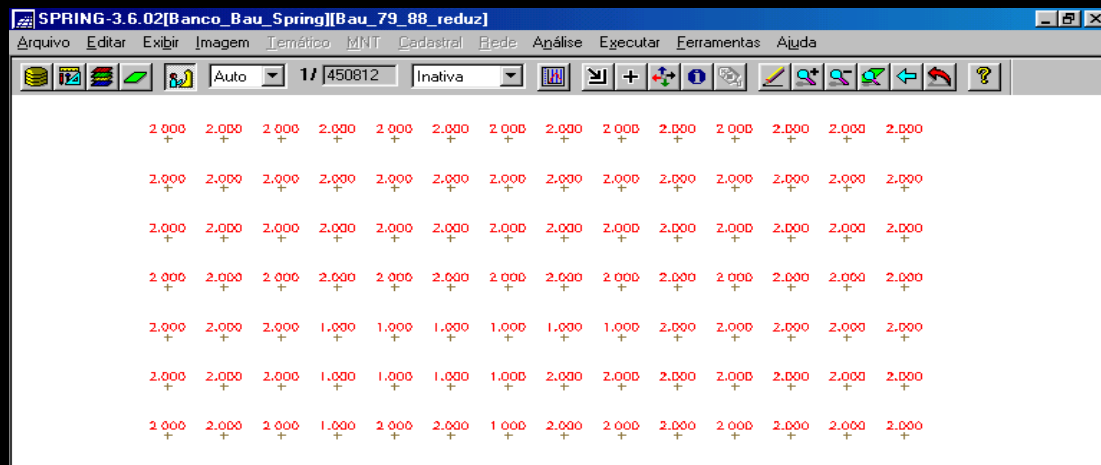 SPRING-3.6.02[Banco_Bau_Spring][Bau_79_88_reduz]
Arquivo Editar Exibir Imagem Temático MNT Cadastral Rede Análise Executar Ferramentas Ajuda
Auto 1/ 450812 Inativa
2.000 2.000 2.000 2.000 2.000 2.000 2.000 2.000 2.000 2.000 2.000 2.000 2.000 2.000
2.000 2.000 2.000 2.000 2.000 2.000 2.000 2.000 2.000 2.000 2.000 2.000 2.000 2.000
2.000 2.000 2.000 2.000 2.000 2.000 2.000 2.000 2.000 2.000 2.000 2.000 2.000 2.000
2.000 2.000 2.000 2.000 2.000 2.000 2.000 2.000 2.000 2.000 2.000 2.000 2.000 2.000
2.000 2.000 2.000 1.000 1.000 1.000 1.000 1.000 1.000 2.000 2.000 2.000 2.000 2.000
2.000 2.000 2.000 1.000 1.000 1.000 1.000 2.000 2.000 2.000 2.000 2.000 2.000 2.000
2.000 2.000 2.000 1.000 2.000 2.000 1.000 2.000 2.000 2.000 2.000 2.000 2.000 2.000